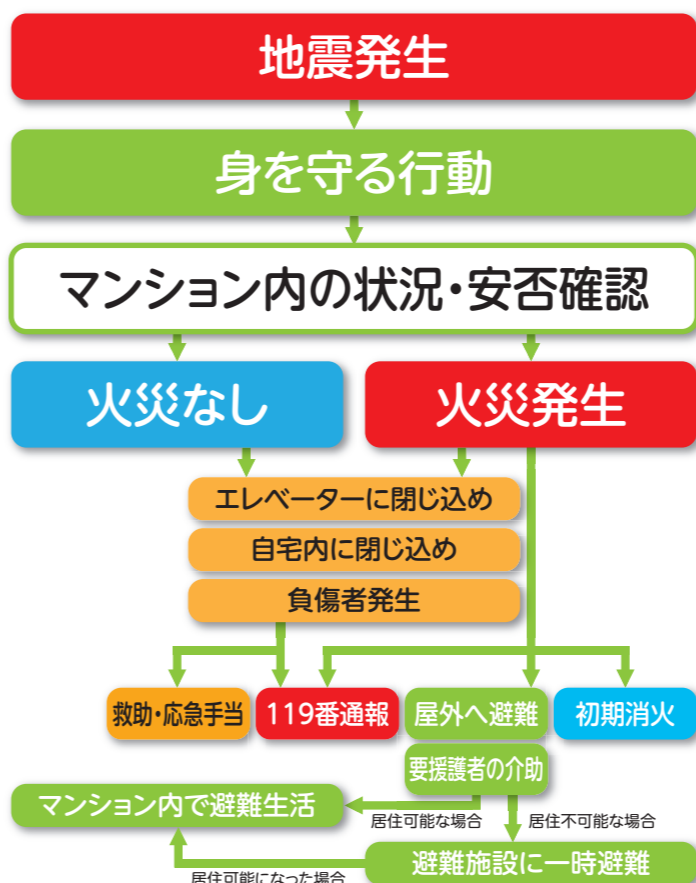 地震発生
身を守る行動
マンション内の状況・安否確認
火災なし
火災発生
エレベーターに閉じ込め
自宅内に閉じ込め
負傷者発生
救助・応急手当
119番通報
屋外へ避難
初期消火
要援護者の介助
マンション内で避難生活
居住可能な場合
居住不可能な場合
避難施設に一時避難
居住可能になった場合